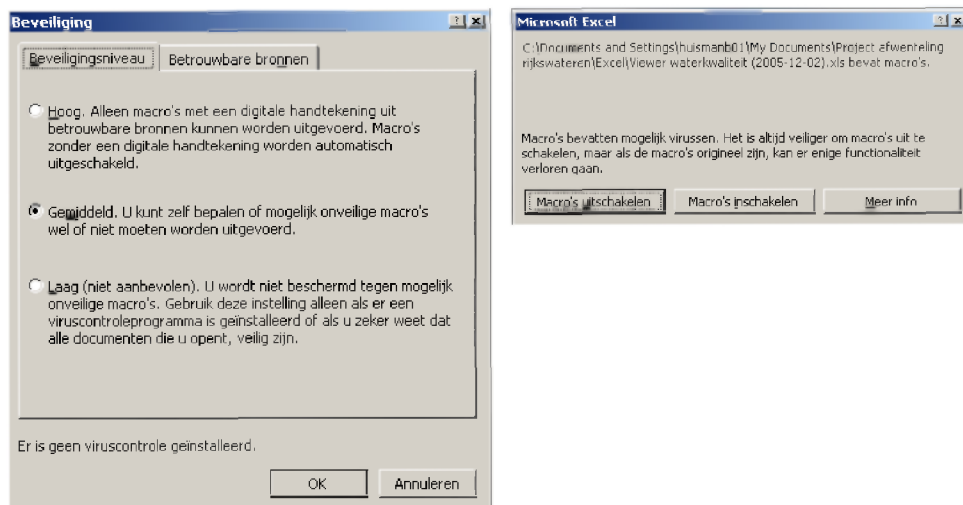 Beveiliging
Beveiligingsniveau
Betrouwbare bronnen
Hoog. Alleen macro's met een digitale handtekening uit
betrouwbare bronnen kunnen worden uitgevoerd. Macro's
zonder een digitale handtekening worden automatisch
uitgeschakeld.
Gemiddeld. U kunt zelf bepalen of mogelijk onveilige macro's
wel of niet moeten worden uitgevoerd.
Laag (niet aanbevolen). U wordt niet beschermd tegen mogelijk
onveilige macro's. Gebruik deze instelling alleen als er een
viruscontroleprogramma is geïnstalleerd of als u zeker weet dat
alle documenten die u opent, veilig zijn.
Er is geen viruscontrole geïnstalleerd.
OK
Annuleren
Microsoft Excel
C:\Documents and Settings\huismanb01\My Documents\Project afwenteling
rijkswateren\Excel\Viewer waterkwaliteit (2005-12-02).xls bevat macro's.
Macro's bevatten mogelijk virussen. Het is altijd veiliger om macro's uit te
schakelen, maar als de macro's origineel zijn, kan er enige functionaliteit
verloren gaan.
Macro's uitschakelen
Macro's inschakelen
Meer info